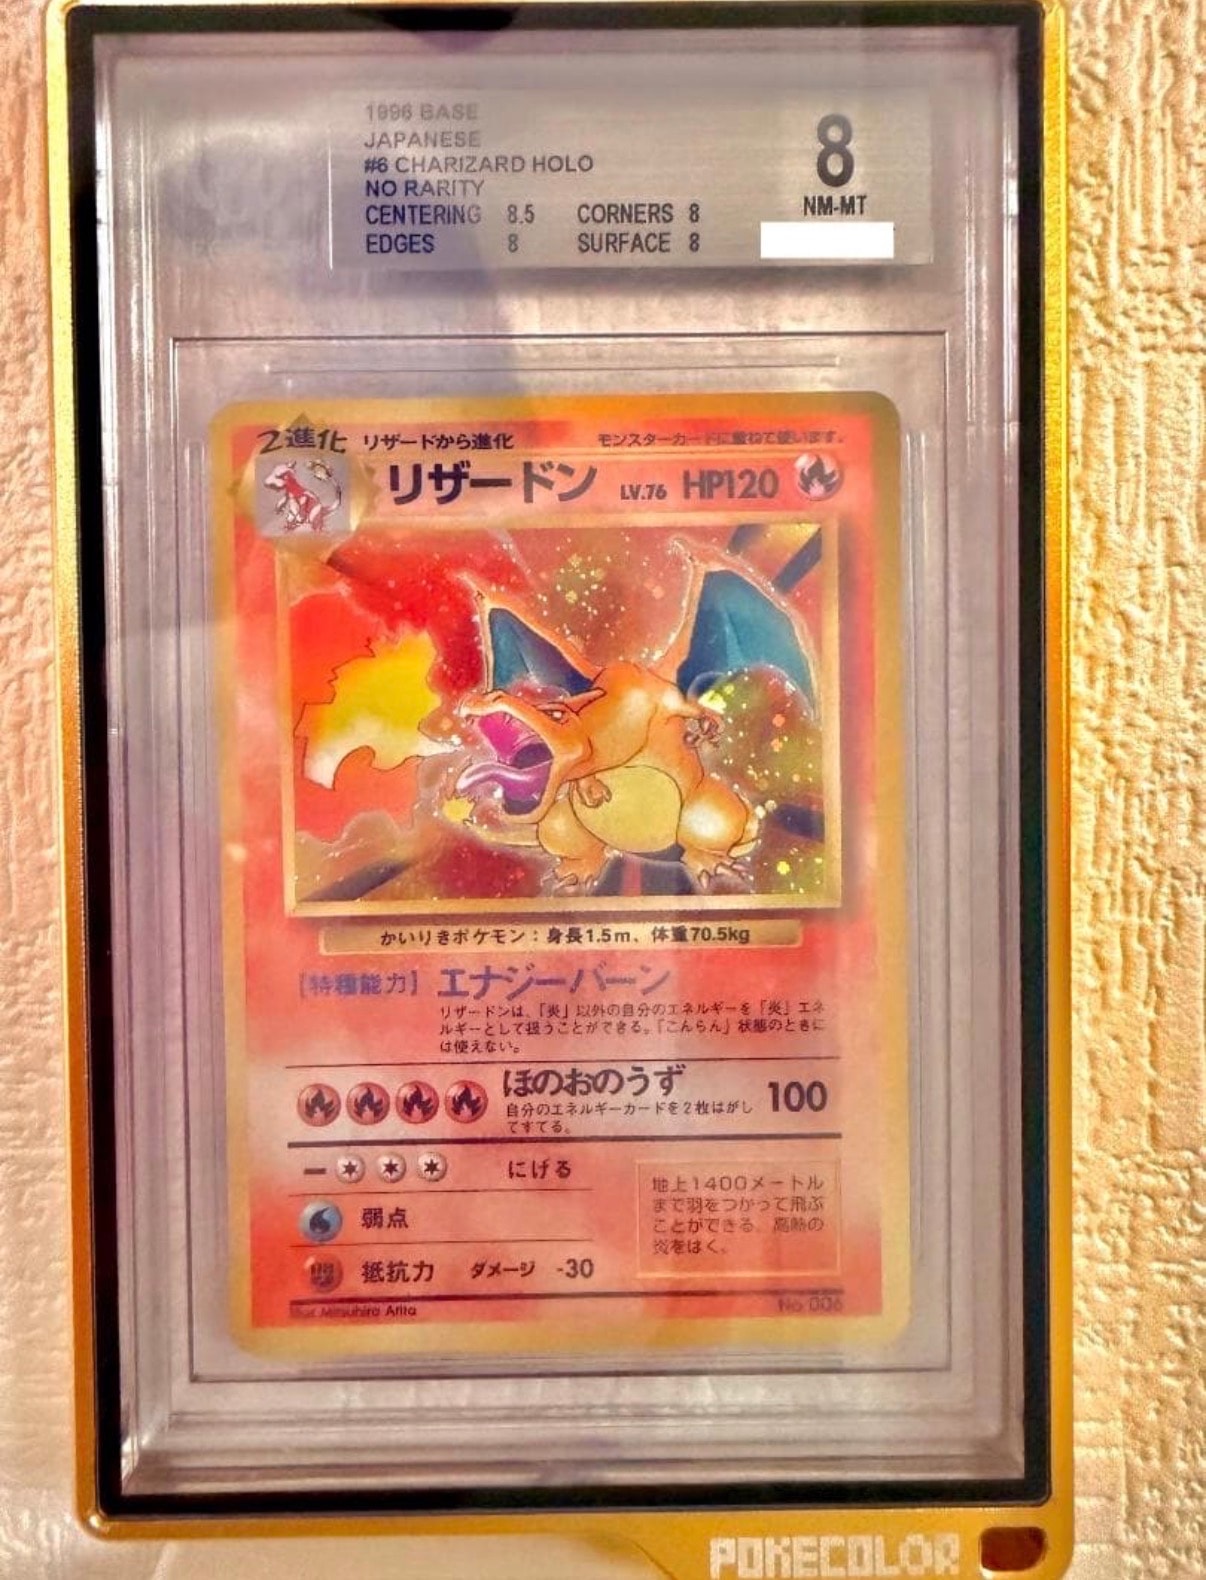 1996 BASE
JAPANESE
#6 CHARIZARD HOLO
NO RARITY
CENTERING 8.5 CORNERS 8
EDGES 8 SURFACE 8
8
NM-MT
2進化 リザードから進化 モンスターカードに重ねて使います。
リザードン LV.76 HP120
かいりきポケモン：身長1.5m、体重70.5kg
[特殊能力] エナジーバーン
リザードンは、「炎」以外の自分のエネルギーを「炎」エネ
ルギーとして扱うことができる。「こんらん」状態のときに
は使えない。
ほのおのうず 100
自分のエネルギーカードを2枚はがし
てすてる。
にげる
弱点
抵抗力 ダメージ -30
地上1400メートル
まで羽をつかって飛ぶ
ことができる。高熱の
炎をはく。
Illus. Mitsuhiro Arita No.006
POKECOLOR